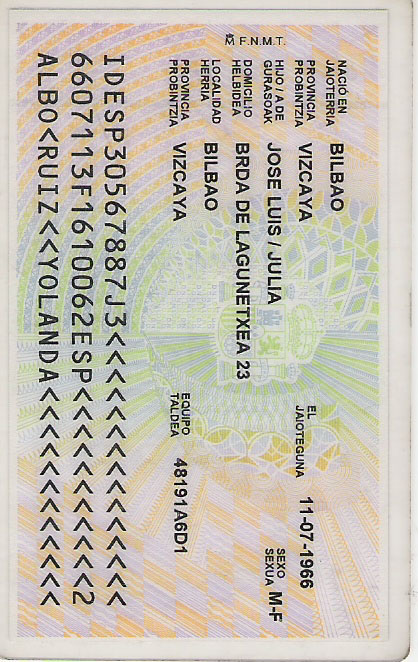 F.N.M.T.
NACIÓ EN
JAIOTERRIA BILBAO
PROVINCIA
PROBINTZIA VIZCAYA
EL
JAIOTEGUNA 11-07-1966
HIJO / A DE
GURASOAK JOSE LUIS / JULIA
SEXO
SEXUA M-F
DOMICILIO
HELBIDEA BRDA DE LAGUNETXEA 23
LOCALIDAD
HERRIA BILBAO
PROVINCIA
PROBINTZIA VIZCAYA
EQUIPO
TALDEA 48191A6D1
IDESP30567887J3<<<<<<<<<<<<<<<
6607113F1610062ESP<<<<<<<<<<<2
ALBO<RUIZ<<YOLANDA<<<<<<<<<<<<